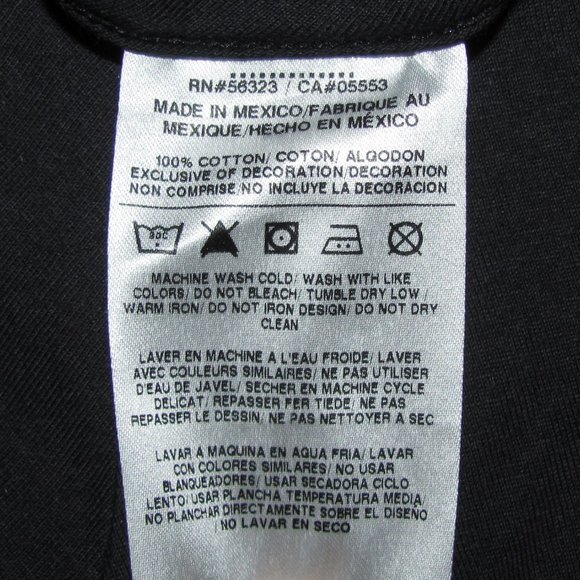 RN#56323 / CA#05553
MADE IN MEXICO/FABRIQUE AU
MEXIQUE/HECHO EN MÉXICO
100% COTTON/ COTON/ ALGODON
EXCLUSIVE OF DECORATION/DECORATION
NON COMPRISE/NO INCLUYE LA DECORACION
30C
MACHINE WASH COLD/ WASH WITH LIKE
COLORS/ DO NOT BLEACH/ TUMBLE DRY LOW /
WARM IRON/ DO NOT IRON DESIGN/ DO NOT DRY
CLEAN
LAVER EN MACHINE A L'EAU FROIDE/ LAVER
AVEC COULEURS SIMILAIRES/ NE PAS UTILISER
D'EAU DE JAVEL/ SECHER EN MACHINE CYCLE
DELICAT/ REPASSER FER TIEDE/ NE PAS
REPASSER LE DESSIN/ NE PAS NETTOYER A SEC
LAVAR A MAQUINA EN AQUA FRIA/ LAVAR
CON COLORES SIMILARES/ NO USAR
BLANQUEADORES/ USAR SECADORA CICLO
LENTO/ USAR PLANCHA TEMPERATURA MEDIA/
NO PLANCHAR DIRECTAMENTE SOBRE EL DISEÑO
/ NO LAVAR EN SECO